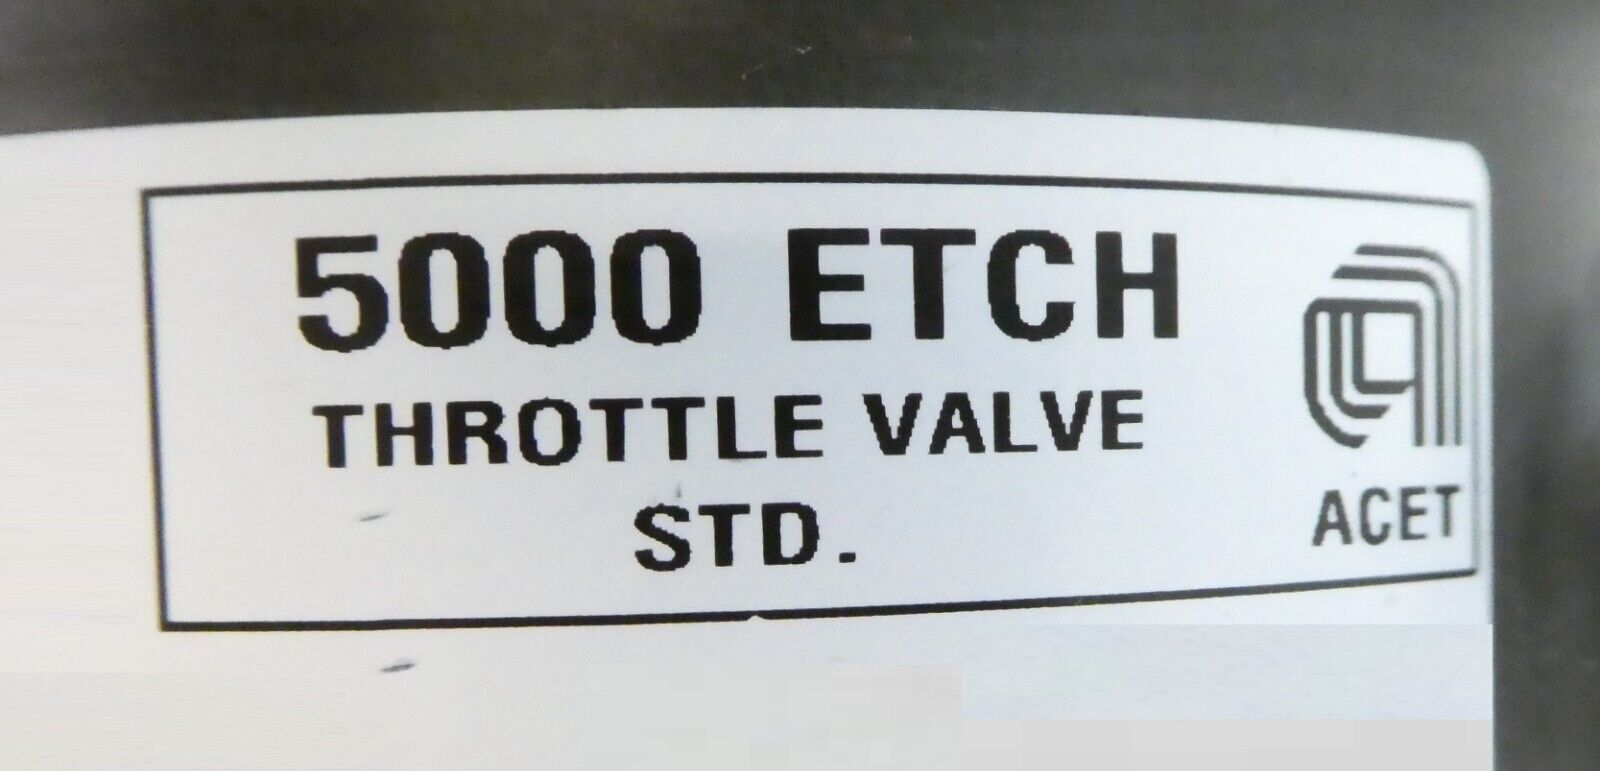 5000 ETCH
THROTTLE VALVE
STD.
ACET